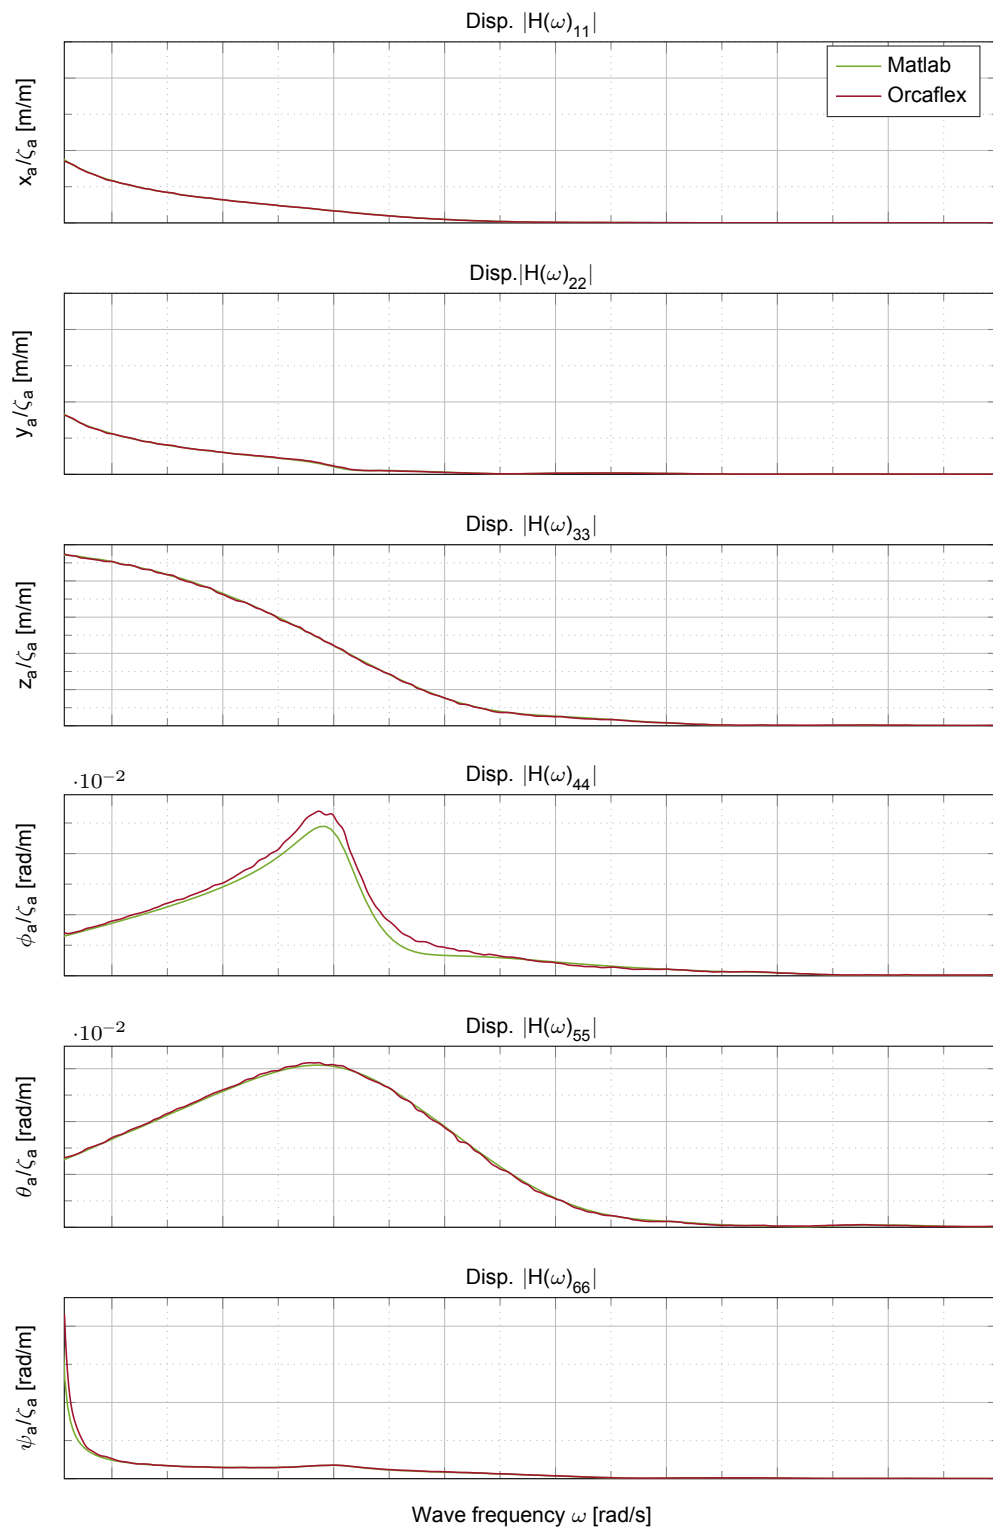 Disp. |H(ω)₁₁|
Matlab
Orcaflex
xₐ/ζₐ [m/m]
Disp.|H(ω)₂₂|
yₐ/ζₐ [m/m]
Disp. |H(ω)₃₃|
zₐ/ζₐ [m/m]
·10⁻²
Disp. |H(ω)₄₄|
ϕₐ/ζₐ [rad/m]
·10⁻²
Disp. |H(ω)₅₅|
θₐ/ζₐ [rad/m]
Disp. |H(ω)₆₆|
ψₐ/ζₐ [rad/m]
Wave frequency ω [rad/s]